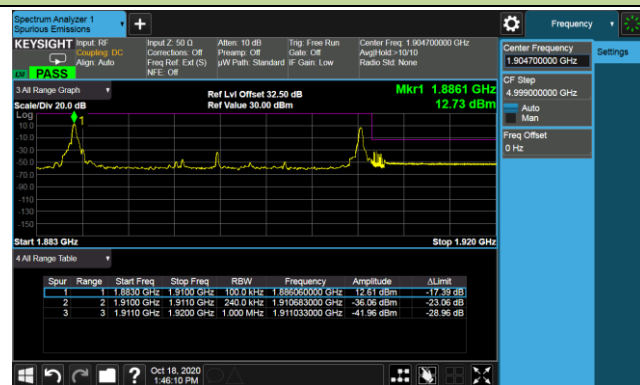 Spectrum Analyzer 1
Spurious Emissions
Frequency
KEYSIGHT
Input: RF
Coupling: DC
Align: Auto
Input Z: 50 Ω
Corrections: Off
Freq Ref: Ext (S)
NFE: Off
Atten: 10 dB
Preamp: Off
µW Path: Standard
Trig: Free Run
Gate: Off
IF Gain: Low
Center Freq: 1.904700000 GHz
Avg|Hold:>10/10
Radio Std: None
PASS
Center Frequency
1.904700000 GHz
Settings
CF Step
4.999000000 GHz
Auto
Man
Freq Offset
0 Hz
3 All Range Graph
Ref Lvl Offset 32.50 dB
Mkr1 1.8861 GHz
Scale/Div 20.0 dB
Ref Value 30.00 dBm
12.73 dBm
Log
1
10.0
-10.0
-30.0
-50.0
-70.0
-90.0
-110
-130
-150
Start 1.883 GHz
Stop 1.920 GHz
4 All Range Table
Spur Range Start Freq Stop Freq RBW Frequency Amplitude ΔLimit
1 1 1.8830 GHz 1.9100 GHz 100.0 kHz 1.886060000 GHz 12.61 dBm -17.39 dB
2 2 1.9100 GHz 1.9110 GHz 240.0 kHz 1.910683000 GHz -36.06 dBm -23.06 dB
3 3 1.9110 GHz 1.9200 GHz 1.000 MHz 1.911033000 GHz -41.96 dBm -28.96 dB
?
Oct 18, 2020
1:46:10 PM